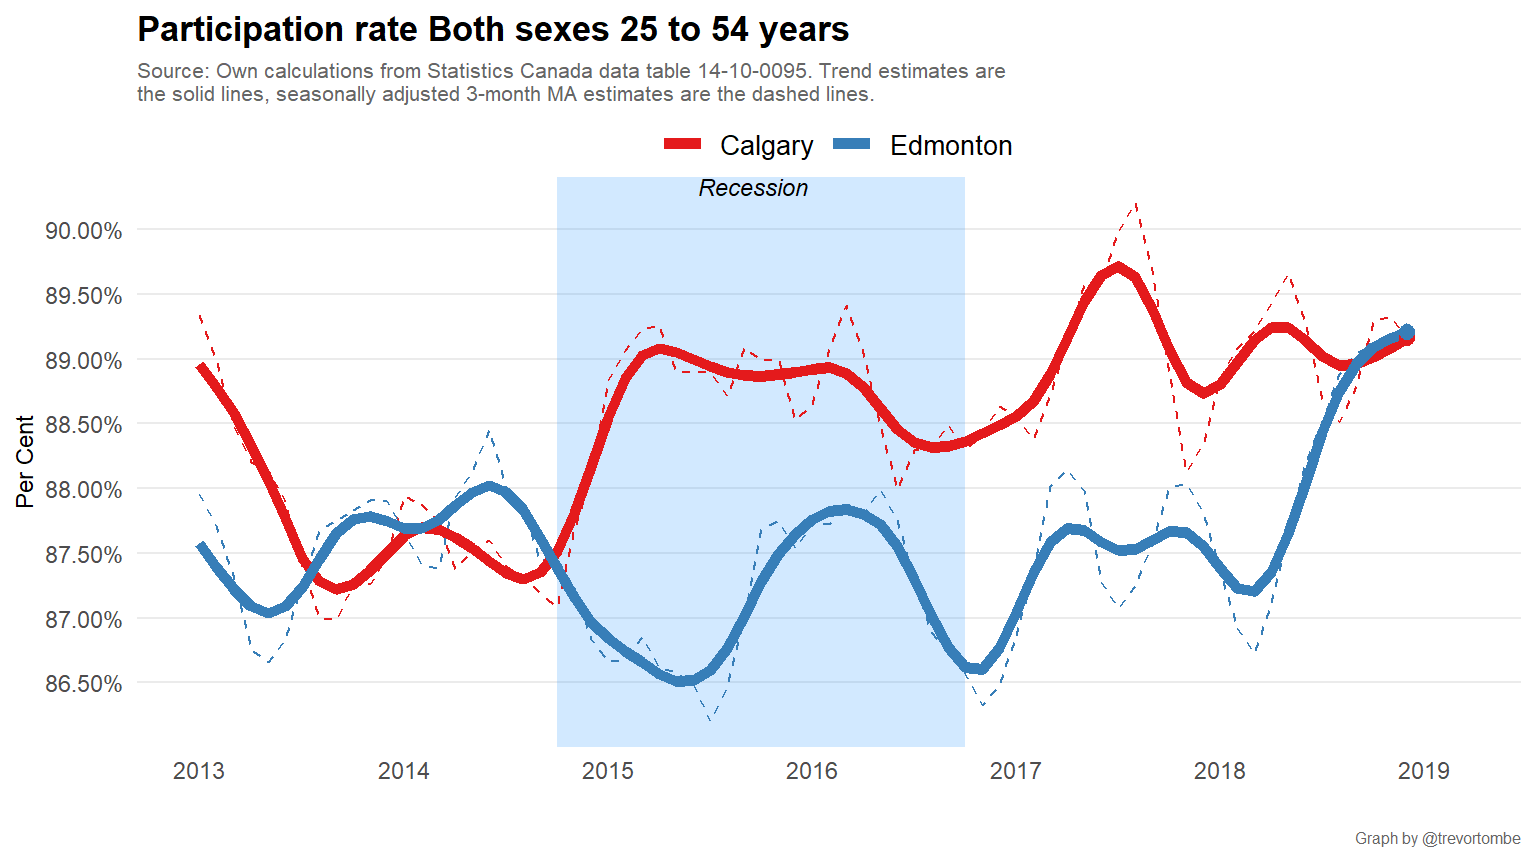 Participation rate Both sexes 25 to 54 years
Source: Own calculations from Statistics Canada data table 14-10-0095. Trend estimates are
the solid lines, seasonally adjusted 3-month MA estimates are the dashed lines.
Calgary Edmonton
Recession
90.00%
89.50%
89.00%
88.50%
88.00%
87.50%
87.00%
86.50%
Per Cent
2013 2014 2015 2016 2017 2018 2019
Graph by @trevortombe